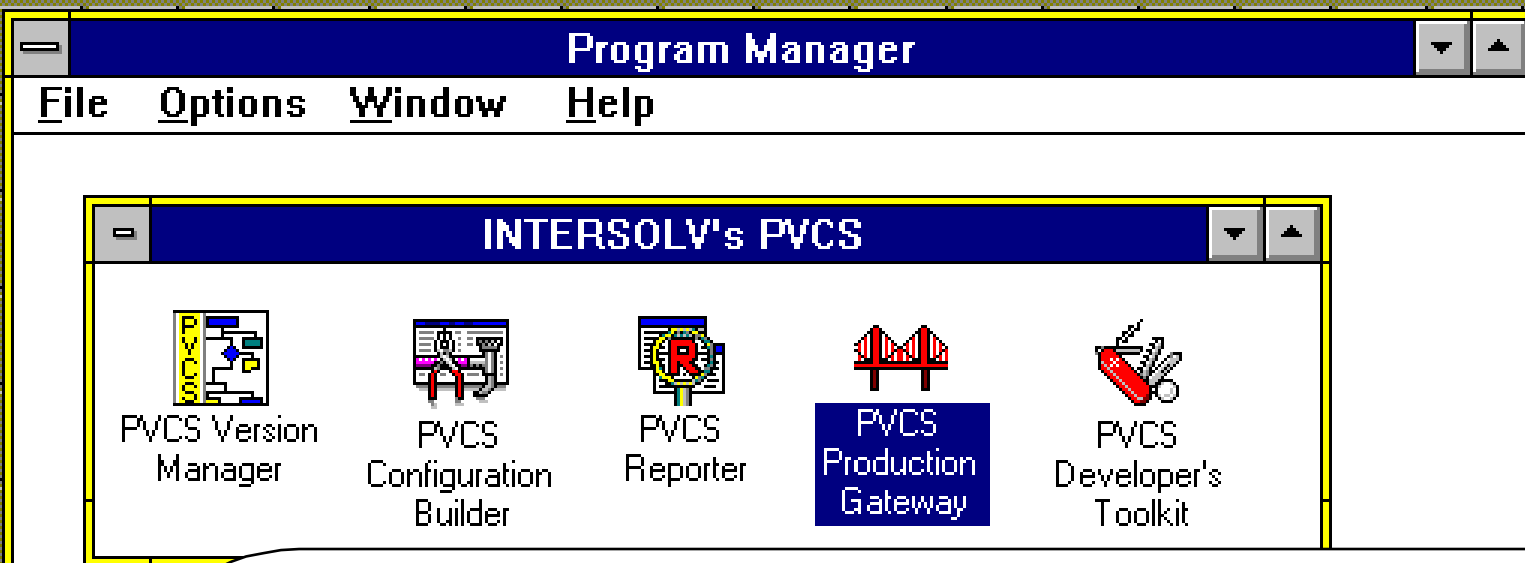 Program Manager
File Options Window Help
INTERSOLV's PVCS
PVCS
R
PVCS Version
Manager
PVCS
Configuration
Builder
PVCS
Reporter
PVCS
Production
Gateway
PVCS
Developer's
Toolkit